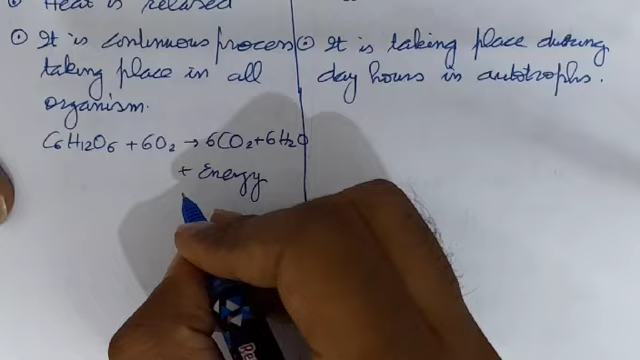 ⊙ Heat is released
⊙ It is continuous process
taking place in all
organism.
C6H12O6 + 6O2 → 6CO2 + 6H2O
+ Energy
⊙ It is taking place during
day hours in autotrophs.